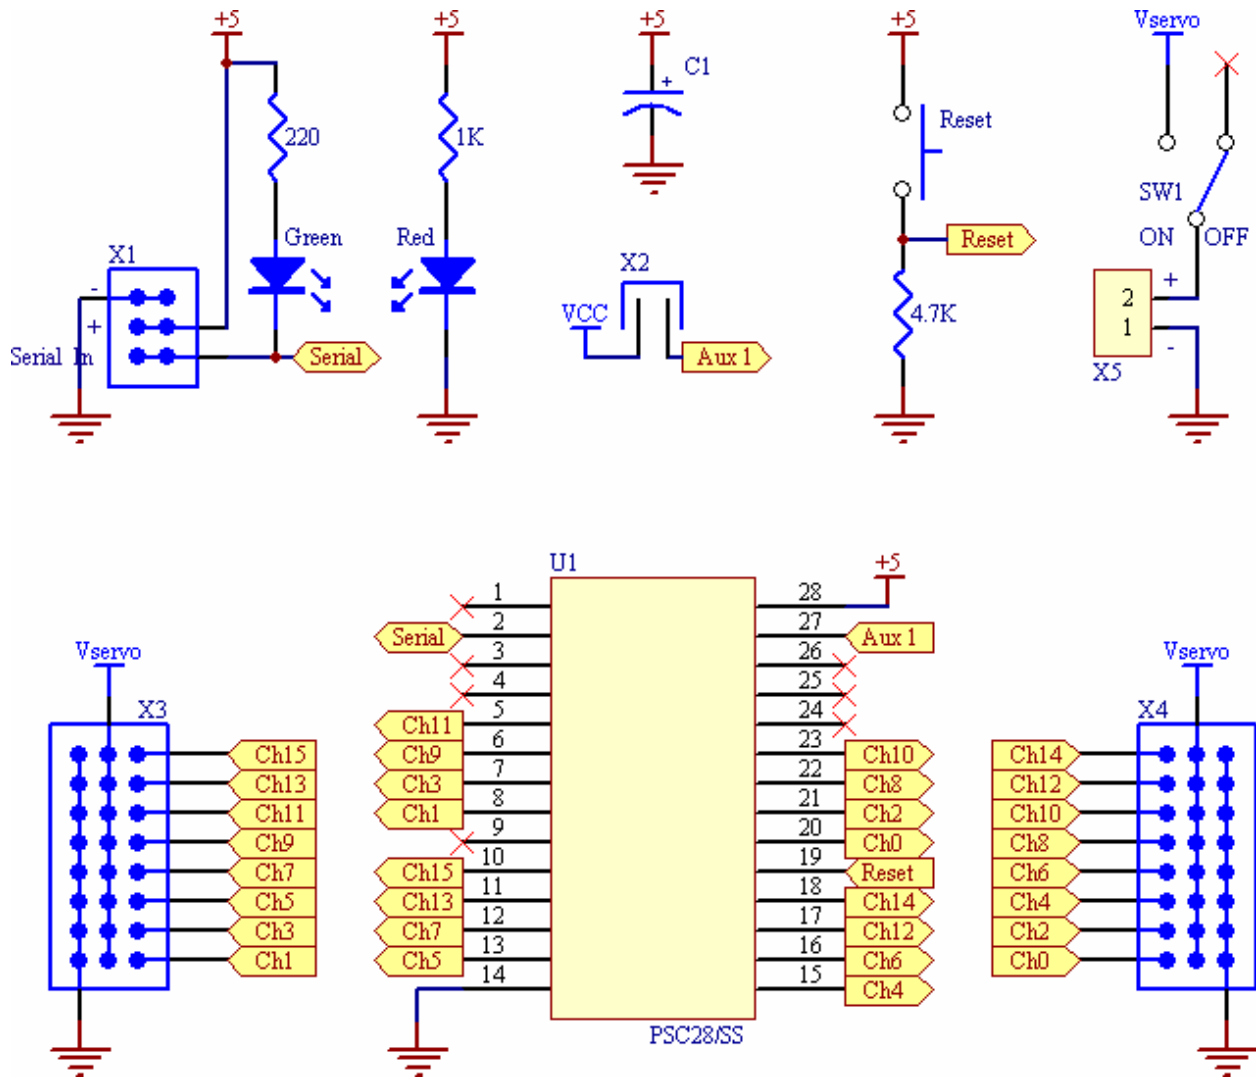 +5 +5 +5 +5 Vservo
C1
+
220 1K Reset
SW1
Green Red Reset ON OFF
X1 X2
- +
+ VCC 2 4.7K
Serial In Serial Aux 1 1
-
X5
U1
+5
1 28
Serial 2 27 Aux 1
Vservo 3 26 Vservo
4 25
X3 Ch11 5 24 X4
Ch15 Ch9 6 23 Ch10 Ch14
Ch13 Ch3 7 22 Ch8 Ch12
Ch11 Ch1 8 21 Ch2 Ch10
Ch9 9 20 Ch0 Ch8
Ch7 Ch15 10 19 Reset Ch6
Ch5 Ch13 11 18 Ch14 Ch4
Ch3 Ch7 12 17 Ch12 Ch2
Ch1 Ch5 13 16 Ch6 Ch0
14 15 Ch4
PSC28/SS